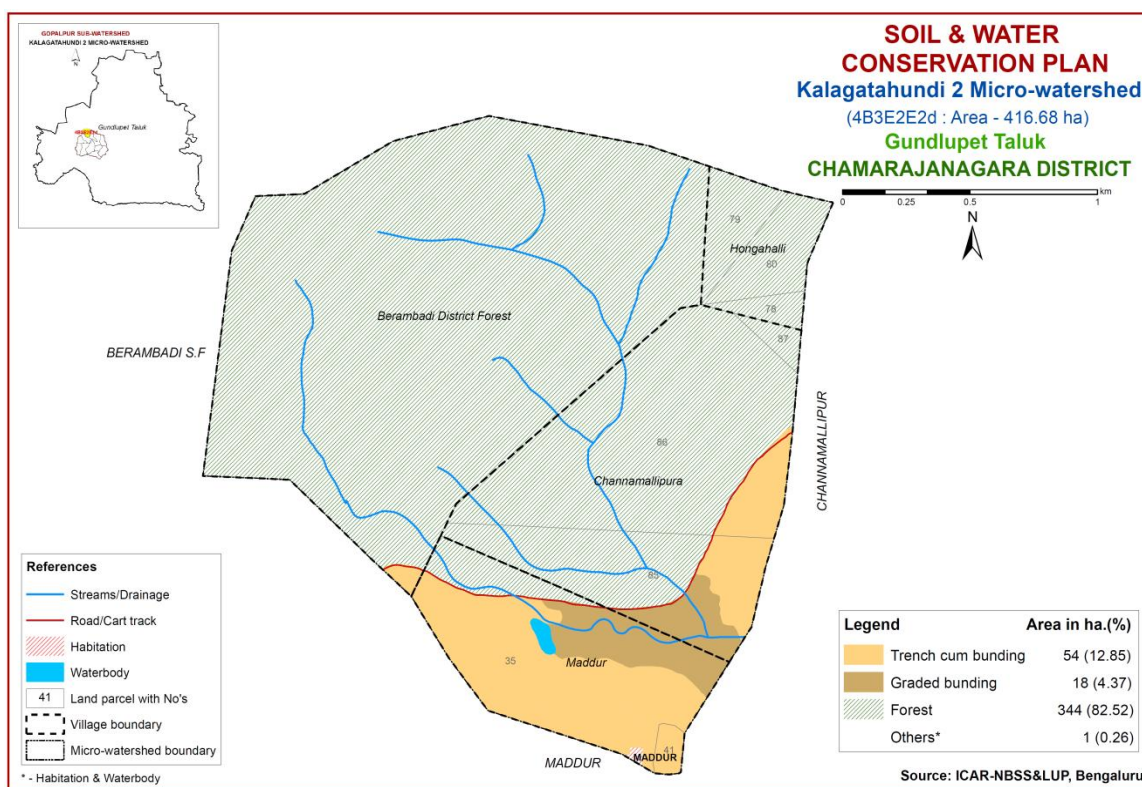 GOPALPUR SUB-WATERSHED
KALAGATAHUNDI 2 MICRO-WATERSHED
N
Gundlupet Taluk
SOIL & WATER
CONSERVATION PLAN
Kalagatahundi 2 Micro-watershed
(4B3E2E2d : Area - 416.68 ha)
Gundlupet Taluk
CHAMARAJANAGARA DISTRICT
km
0 0.25 0.5 1
N
79
Hongahalli
60
78
87
Berambadi District Forest
BERAMBADI S.F
86
Channamallipura
CHANNAMALLIPUR
85
35
Maddur
41
MADDUR
MADDUR
References
Streams/Drainage
Road/Cart track
Habitation
Waterbody
41 Land parcel with No's
Village boundary
Micro-watershed boundary
* - Habitation & Waterbody
Legend Area in ha.(%)
Trench cum bunding 54 (12.85)
Graded bunding 18 (4.37)
Forest 344 (82.52)
Others* 1 (0.26)
Source: ICAR-NBSS&LUP, Bengaluru